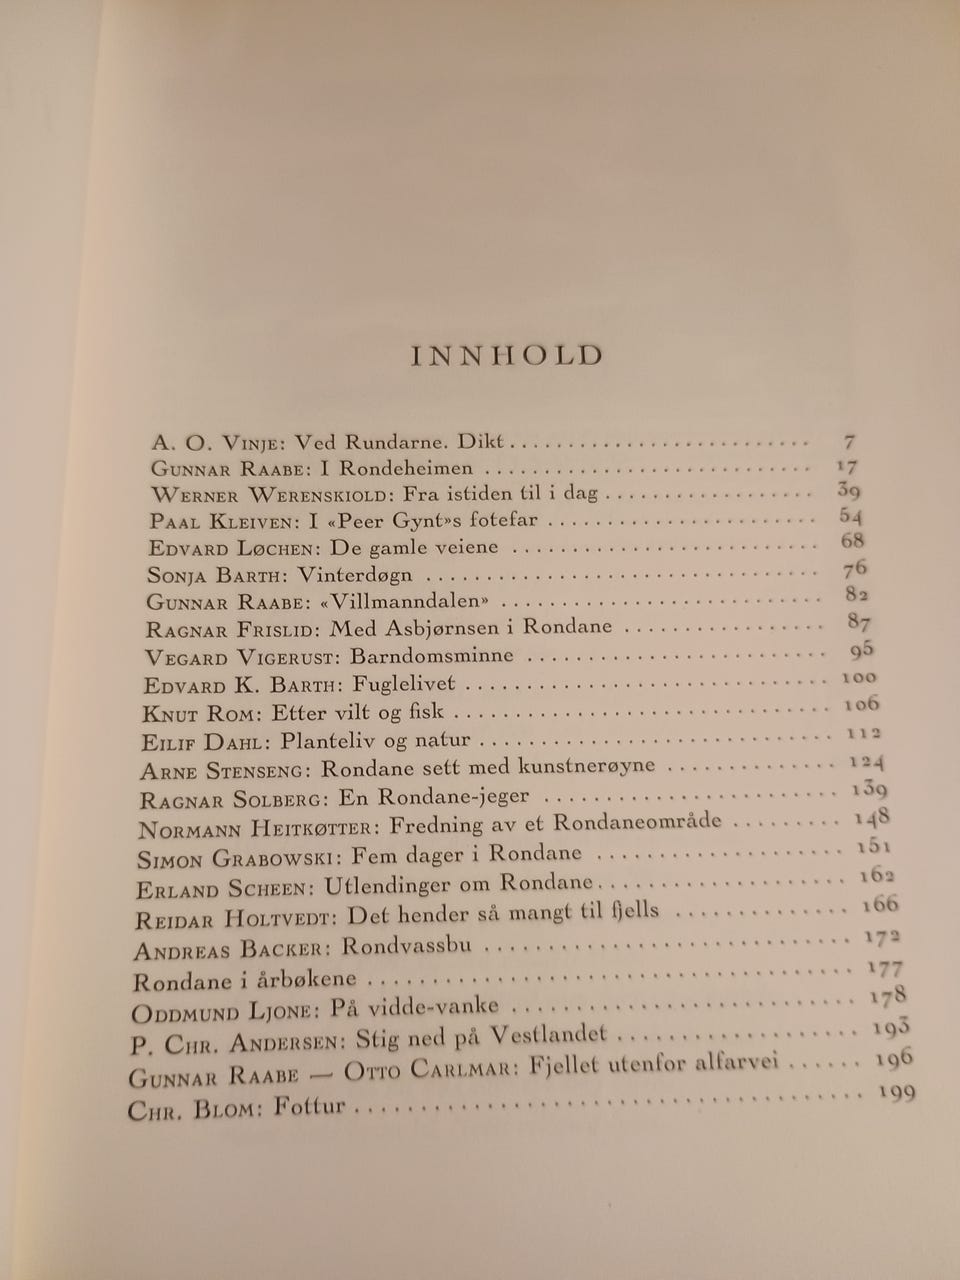 INNHOLD
A. O. VINJE: Ved Rundarne. Dikt . . . . . . . . . . . . . . . . . . . . . . . . 7
GUNNAR RAABE: I Rondeheimen . . . . . . . . . . . . . . . . . . . . . . . . . . 17
WERNER WERENSKIOLD: Fra istiden til i dag . . . . . . . . . . . . . . . . . 39
PAAL KLEIVEN: I «Peer Gynt»s fotefar . . . . . . . . . . . . . . . . . . . . . . 54
EDVARD LØCHEN: De gamle veiene . . . . . . . . . . . . . . . . . . . . . . . . . 68
SONJA BARTH: Vinterdøgn . . . . . . . . . . . . . . . . . . . . . . . . . . . . . . . . 76
GUNNAR RAABE: «Villmanndalen» . . . . . . . . . . . . . . . . . . . . . . . . . . 82
RAGNAR FRISLID: Med Asbjørnsen i Rondane . . . . . . . . . . . . . . . . 87
VEGARD VIGERUST: Barndomsminne . . . . . . . . . . . . . . . . . . . . . . . . 95
EDVARD K. BARTH: Fuglelivet . . . . . . . . . . . . . . . . . . . . . . . . . . . . . 100
KNUT ROM: Etter vilt og fisk . . . . . . . . . . . . . . . . . . . . . . . . . . . . . . 106
EILIF DAHL: Planteliv og natur . . . . . . . . . . . . . . . . . . . . . . . . . . . . 112
ARNE STENSENG: Rondane sett med kunstnerøyne . . . . . . . . . . . . . . 124
RAGNAR SOLBERG: En Rondane-jeger . . . . . . . . . . . . . . . . . . . . . . . . 139
NORMANN HEITKØTTER: Fredning av et Rondaneområde . . . . . . . . . 148
SIMON GRABOWSKI: Fem dager i Rondane . . . . . . . . . . . . . . . . . . . . 151
ERLAND SCHEEN: Utlendinger om Rondane . . . . . . . . . . . . . . . . . . . . 162
REIDAR HOLTVEDT: Det hender så mangt til fjells . . . . . . . . . . . . . . 166
ANDREAS BACKER: Rondvassbu . . . . . . . . . . . . . . . . . . . . . . . . . . . . . 172
Rondane i årbøkene . . . . . . . . . . . . . . . . . . . . . . . . . . . . . . . . . . . . . . 177
ODDMUND LJONE: På vidde-vanke . . . . . . . . . . . . . . . . . . . . . . . . . . . 178
P. CHR. ANDERSEN: Stig ned på Vestlandet . . . . . . . . . . . . . . . . . . . 193
GUNNAR RAABE — OTTO CARLMAR: Fjellet utenfor alfarvei . . . . . . 196
CHR. BLOM: Fottur . . . . . . . . . . . . . . . . . . . . . . . . . . . . . . . . . . . . . . . 199